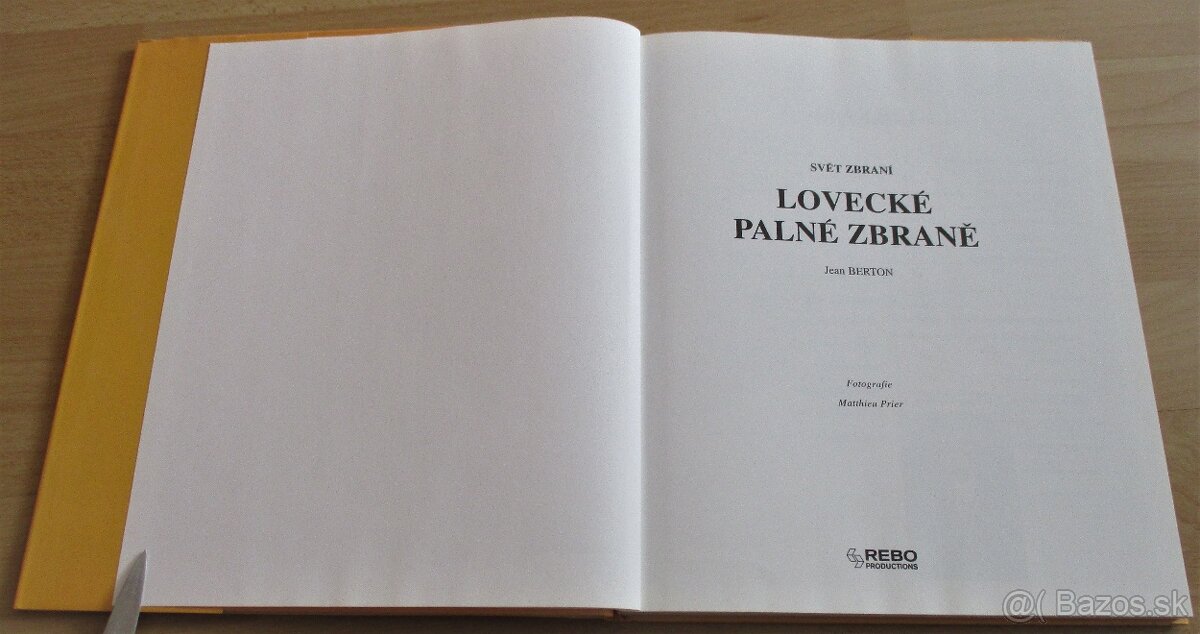 SVĚT ZBRANÍ
LOVECKÉ
PALNÉ ZBRANĚ
Jean BERTON
Fotografie
Matthieu Prier
REBO
PRODUCTIONS
@( Bazos.sk